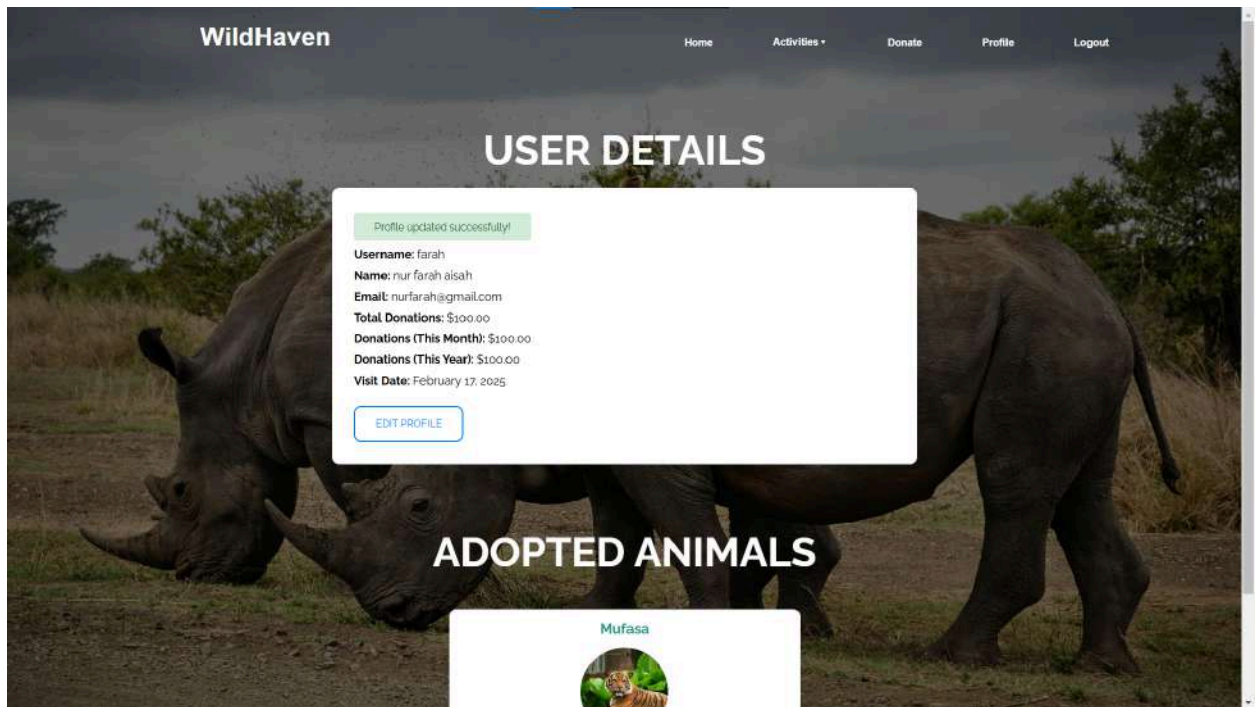 WildHaven
Home Activities Donate Profile Logout
USER DETAILS
Profile updated successfully!
Username: farah
Name: nur farah aisah
Email: nurfarah@gmail.com
Total Donations: $100.00
Donations (This Month): $100.00
Donations (This Year): $100.00
Visit Date: February 17, 2025
EDIT PROFILE
ADOPTED ANIMALS
Mufasa